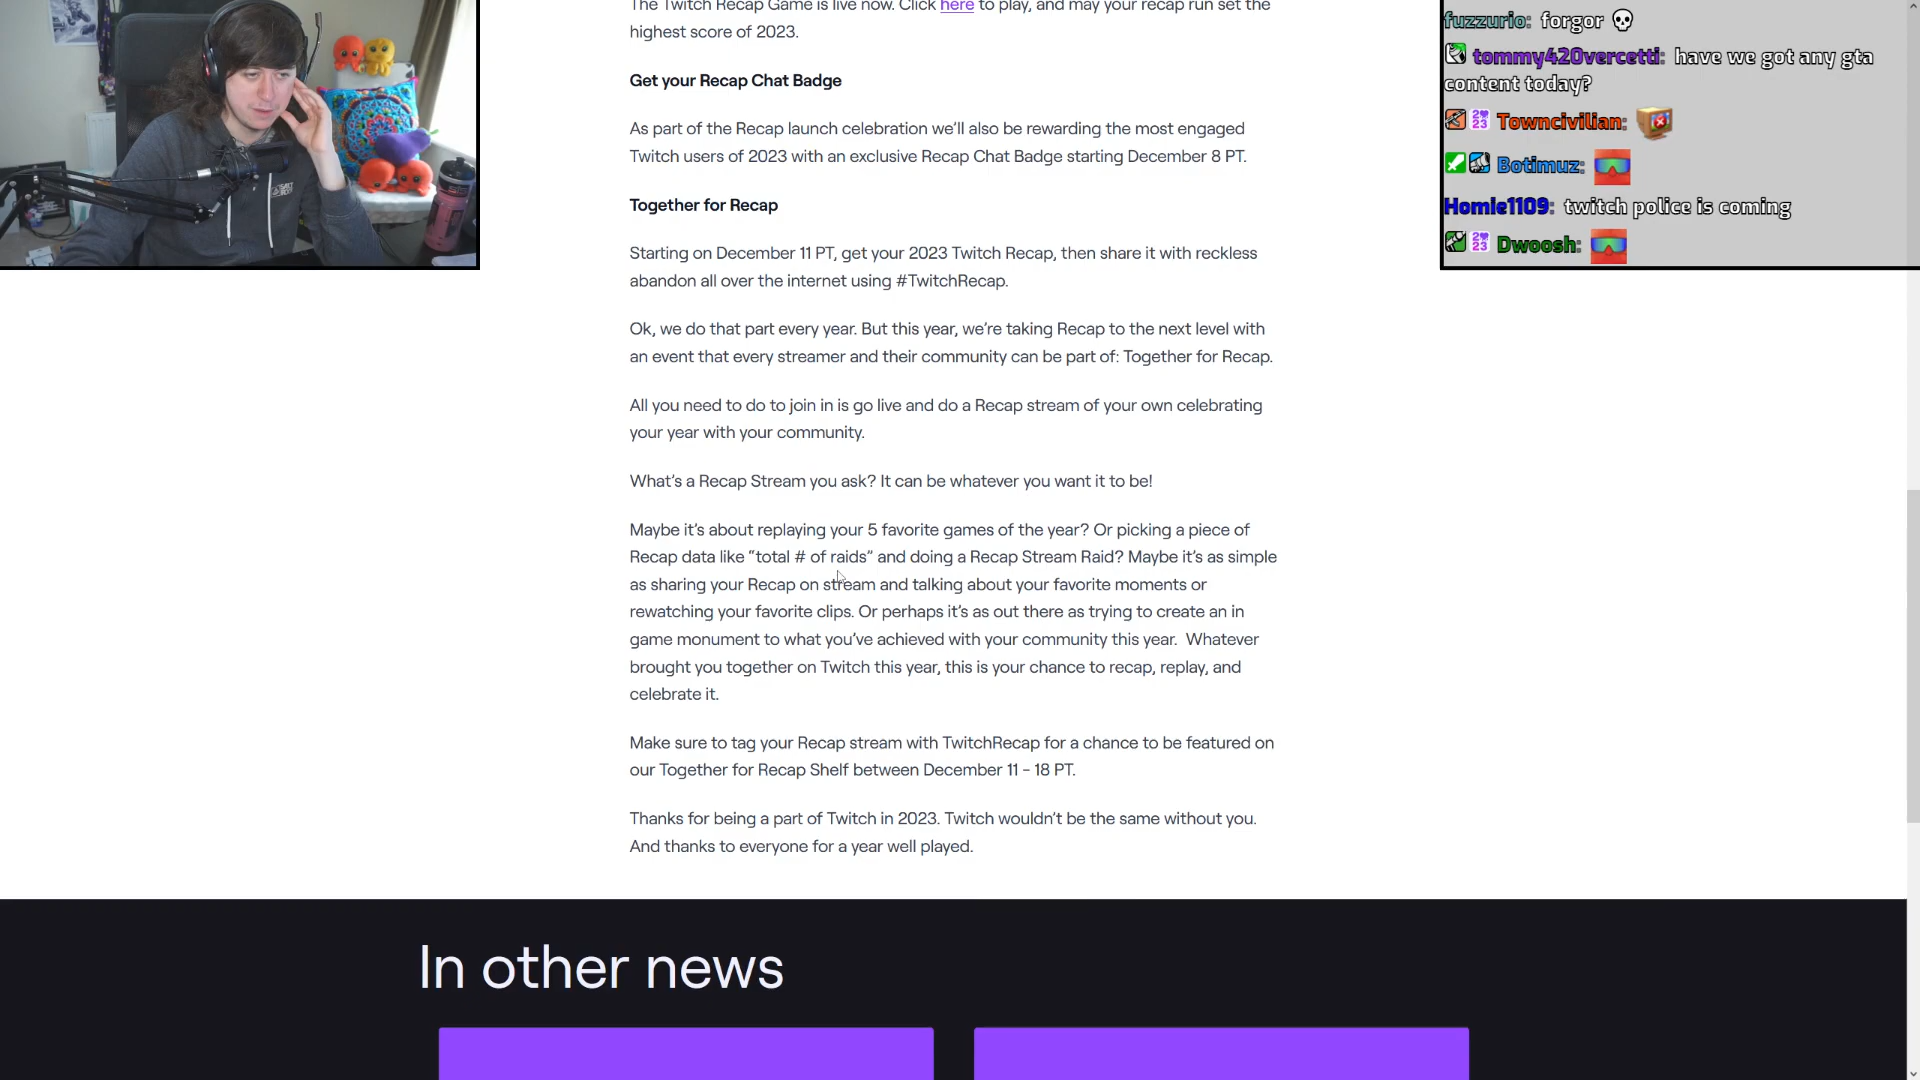 The Twitch Recap Game is live now. Click here to play, and may your recap run set the
highest score of 2023.
Get your Recap Chat Badge
As part of the Recap launch celebration we’ll also be rewarding the most engaged
Twitch users of 2023 with an exclusive Recap Chat Badge starting December 8 PT.
Together for Recap
Starting on December 11 PT, get your 2023 Twitch Recap, then share it with reckless
abandon all over the internet using #TwitchRecap.
Ok, we do that part every year. But this year, we’re taking Recap to the next level with
an event that every streamer and their community can be part of: Together for Recap.
All you need to do to join in is go live and do a Recap stream of your own celebrating
your year with your community.
What’s a Recap Stream you ask? It can be whatever you want it to be!
Maybe it’s about replaying your 5 favorite games of the year? Or picking a piece of
Recap data like “total # of raids” and doing a Recap Stream Raid? Maybe it’s as simple
as sharing your Recap on stream and talking about your favorite moments or
rewatching your favorite clips. Or perhaps it’s as out there as trying to create an in
game monument to what you’ve achieved with your community this year.  Whatever
brought you together on Twitch this year, this is your chance to recap, replay, and
celebrate it.
Make sure to tag your Recap stream with TwitchRecap for a chance to be featured on
our Together for Recap Shelf between December 11 - 18 PT.
Thanks for being a part of Twitch in 2023. Twitch wouldn’t be the same without you.
And thanks to everyone for a year well played.
In other news
fuzzurio: forgor 💀
tommy420vercetti: have we got any gta
content today?
23 Towncivilian:
Botimuz:
Homie1109: twitch police is coming
23 Dwoosh: